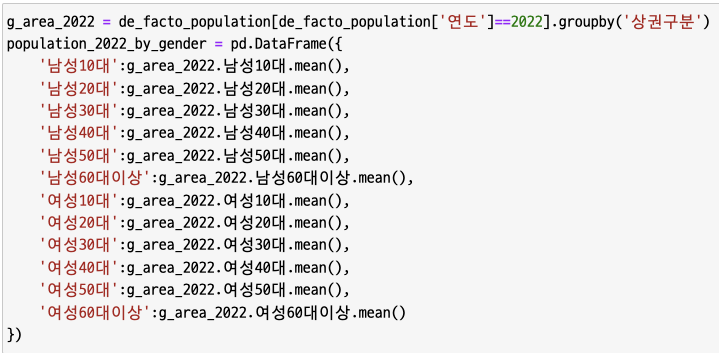 g_area_2022 = de_facto_population[de_facto_population['연도']==2022].groupby('상권구분')
population_2022_by_gender = pd.DataFrame({
    '남성10대':g_area_2022.남성10대.mean(),
    '남성20대':g_area_2022.남성20대.mean(),
    '남성30대':g_area_2022.남성30대.mean(),
    '남성40대':g_area_2022.남성40대.mean(),
    '남성50대':g_area_2022.남성50대.mean(),
    '남성60대이상':g_area_2022.남성60대이상.mean(),
    '여성10대':g_area_2022.여성10대.mean(),
    '여성20대':g_area_2022.여성20대.mean(),
    '여성30대':g_area_2022.여성30대.mean(),
    '여성40대':g_area_2022.여성40대.mean(),
    '여성50대':g_area_2022.여성50대.mean(),
    '여성60대이상':g_area_2022.여성60대이상.mean()
})